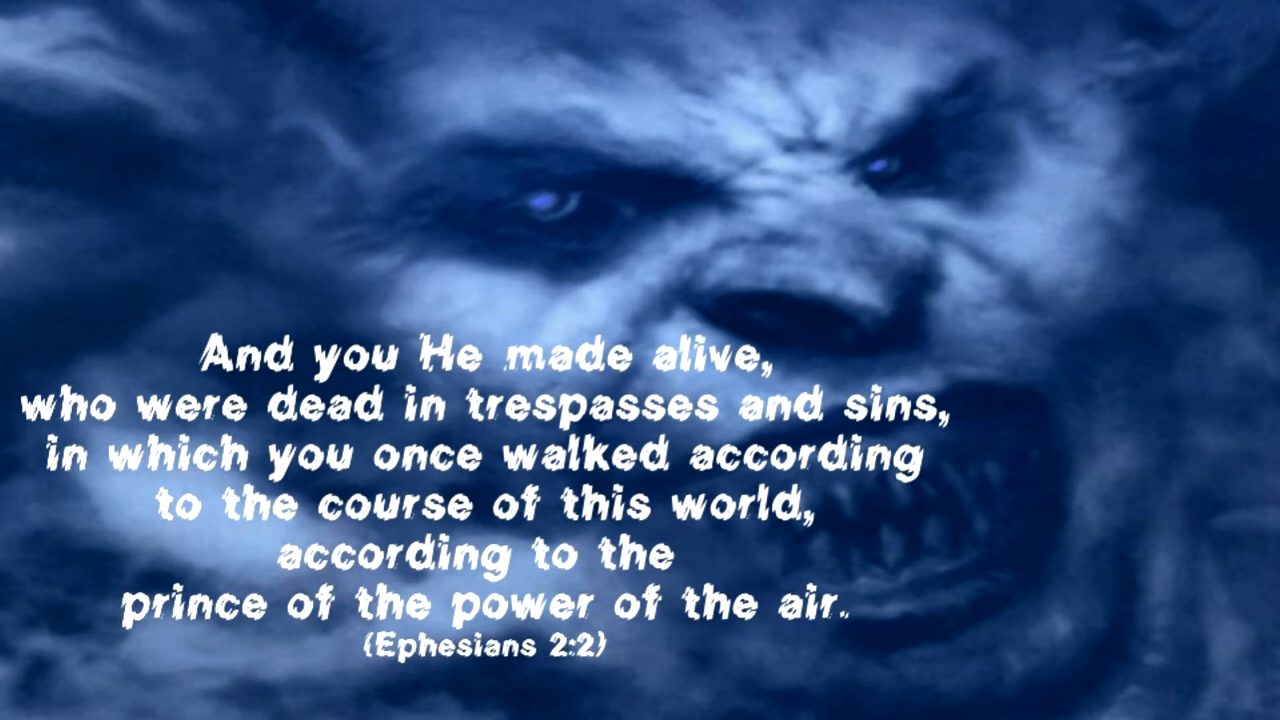 And you He made alive,
who were dead in trespasses and sins,
in which you once walked according
to the course of this world,
according to the
prince of the power of the air.
(Ephesians 2:2)